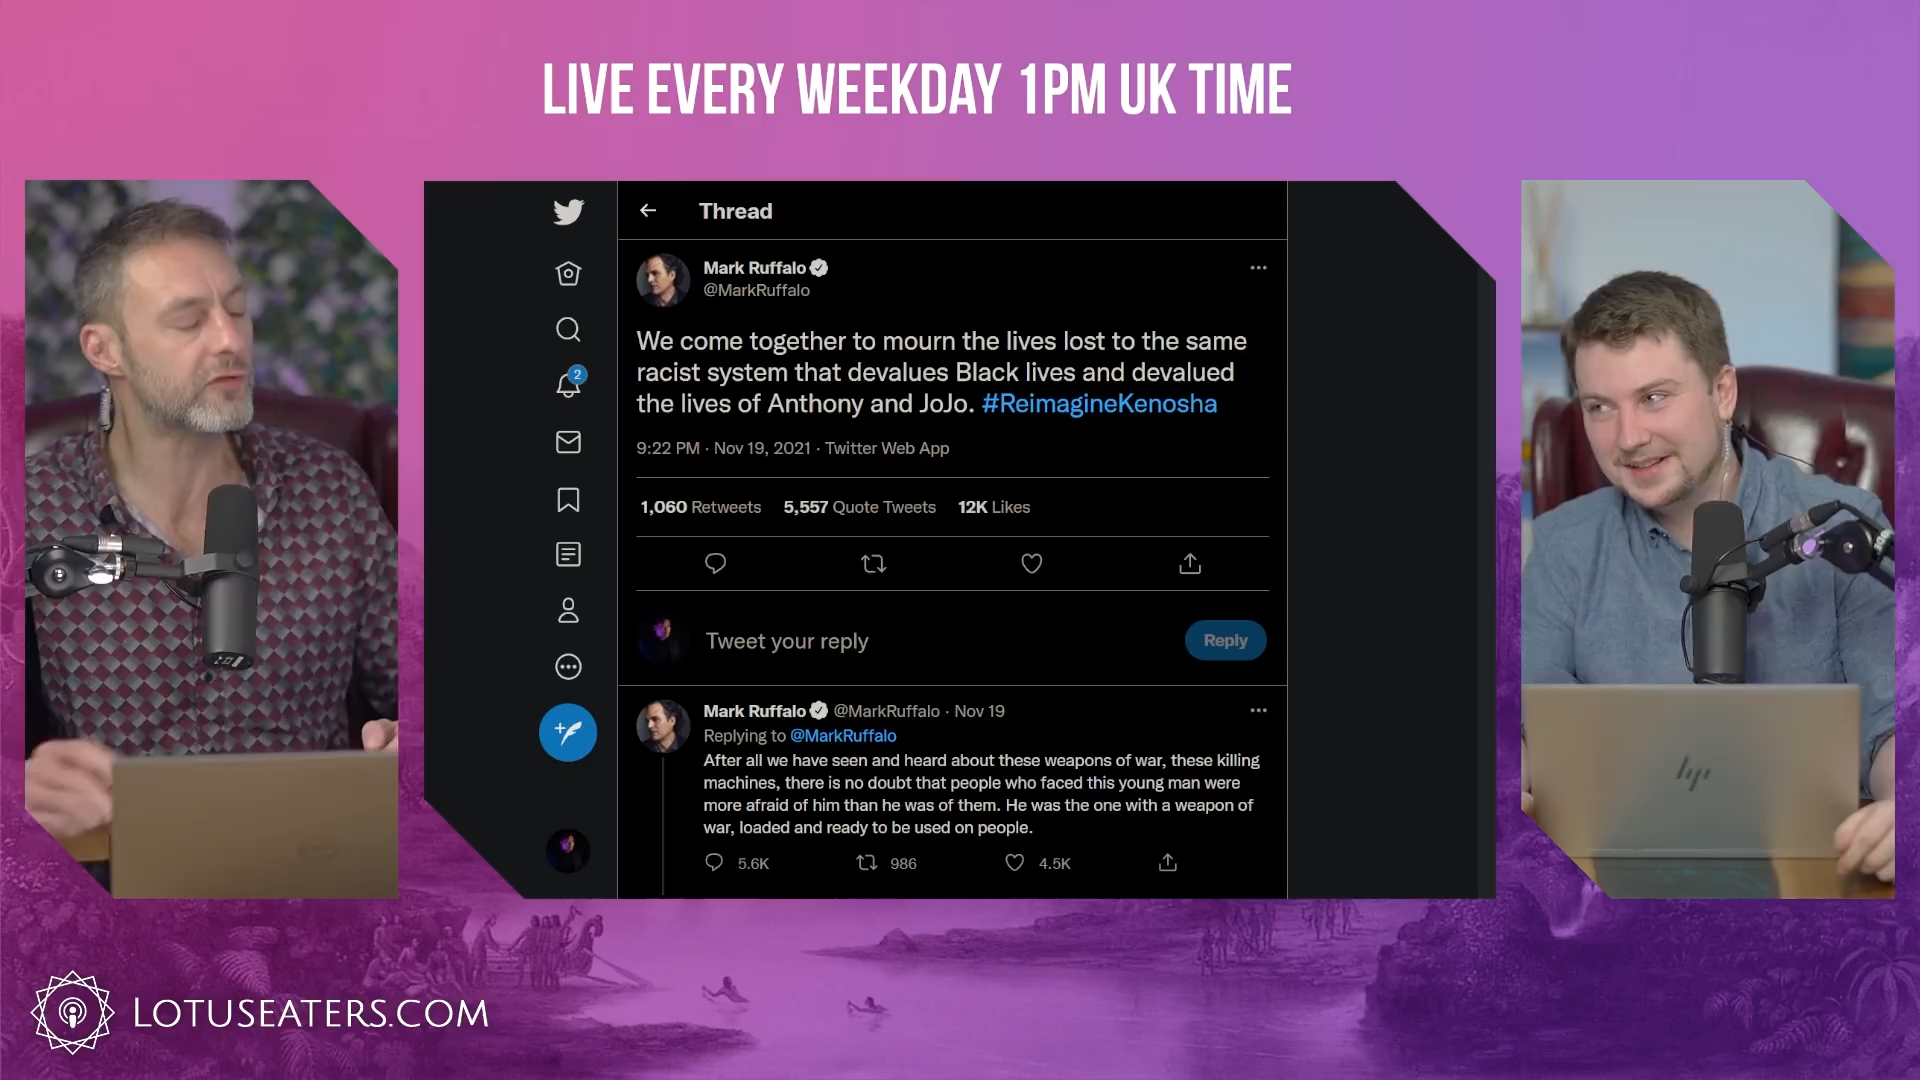 LIVE EVERY WEEKDAY 1PM UK TIME
Thread
Mark Ruffalo
@MarkRuffalo
We come together to mourn the lives lost to the same
racist system that devalues Black lives and devalued
the lives of Anthony and JoJo. #ReimagineKenosha
9:22 PM · Nov 19, 2021 · Twitter Web App
1,060 Retweets 5,557 Quote Tweets 12K Likes
2
Tweet your reply
Reply
Mark Ruffalo @MarkRuffalo · Nov 19
Replying to @MarkRuffalo
After all we have seen and heard about these weapons of war, these killing
machines, there is no doubt that people who faced this young man were
more afraid of him than he was of them. He was the one with a weapon of
war, loaded and ready to be used on people.
5.6K 986 4.5K
hp
LOTUSEATERS.COM